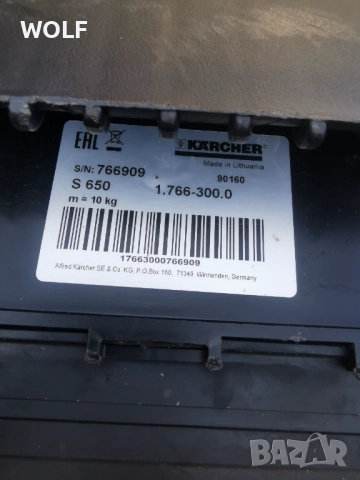 WOLF
EAC
KÄRCHER
Made in Lithuania
S/N: 766909
90160
S 650
1.766-300.0
m = 10 kg
17663000766909
Alfred Kärcher SE & Co. KG, P.O.Box 160, 71349 Winnenden, Germany
BAZAR